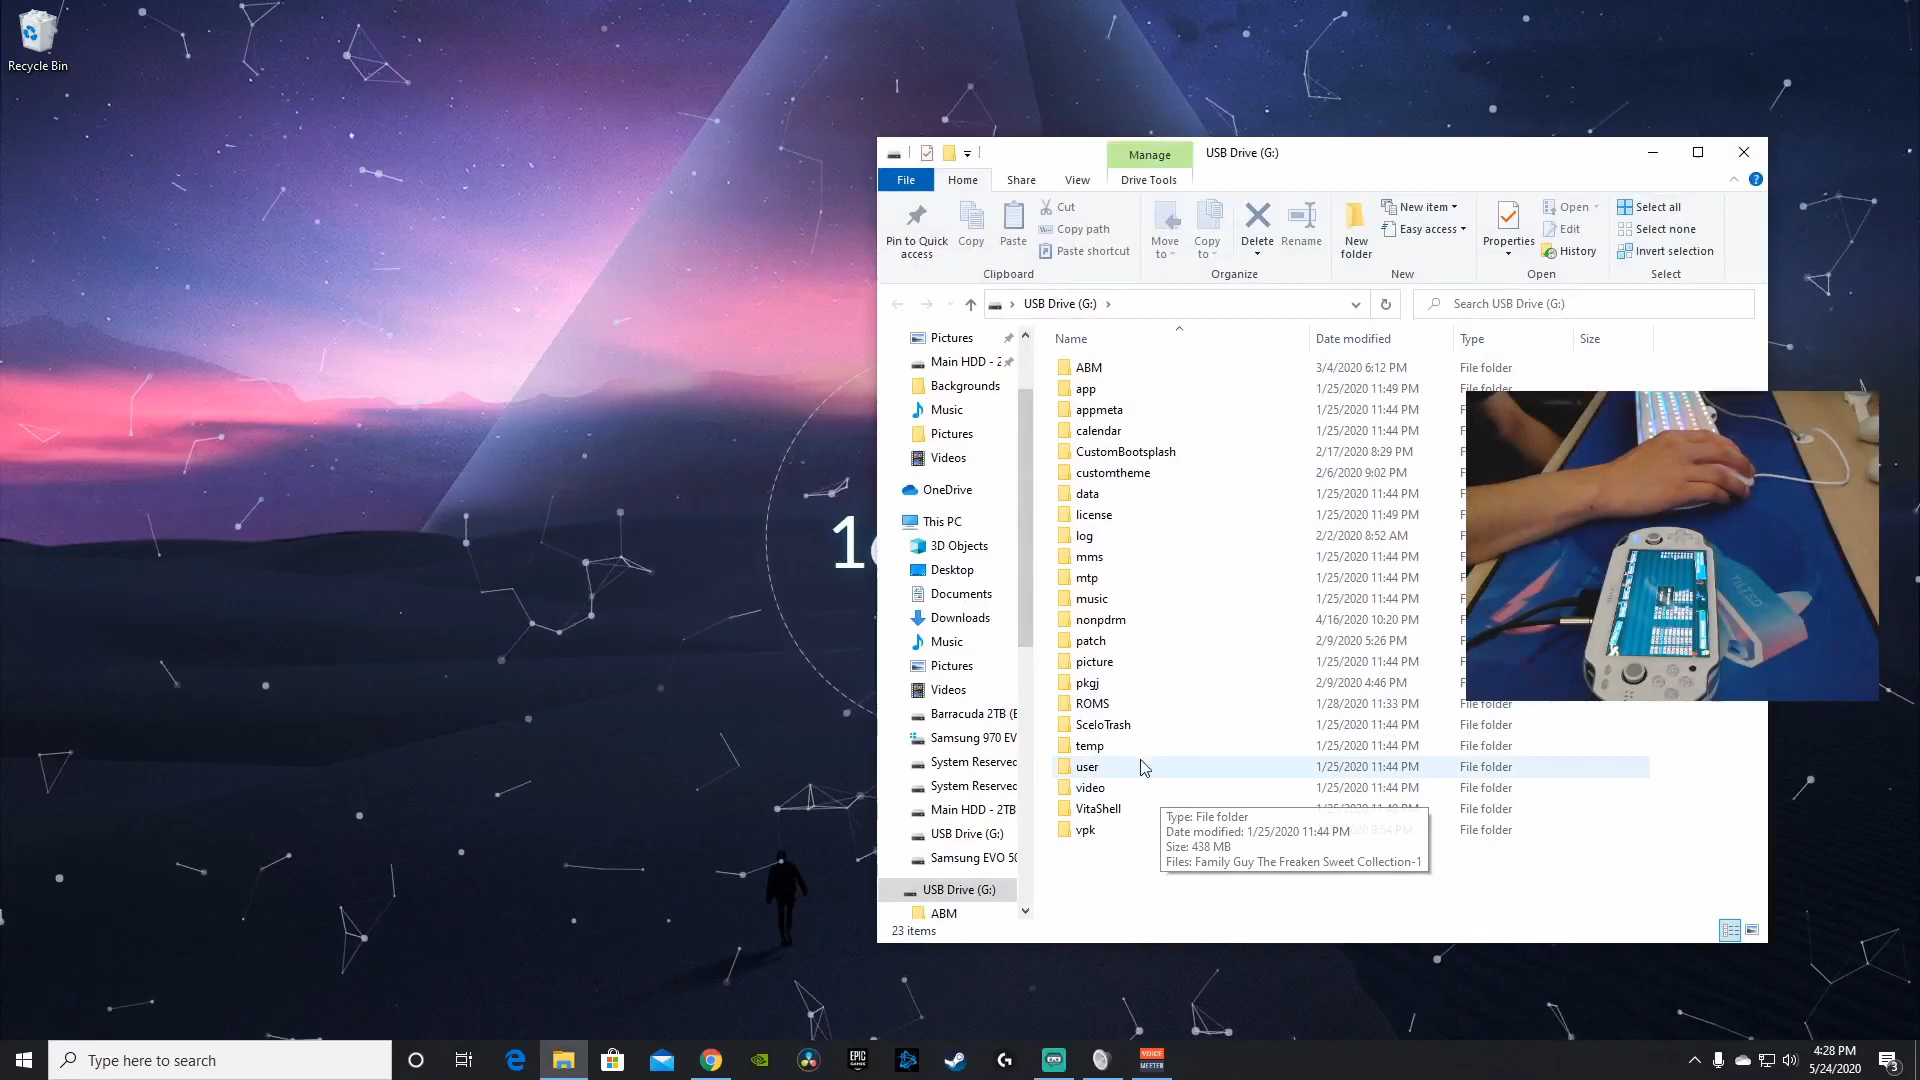 Recycle Bin
Manage
USB Drive (G:)
File
Home
Share
View
Drive Tools
Pin to Quick access
Copy
Paste
Cut
Copy path
Paste shortcut
Move to
Copy to
Delete
Rename
New folder
New item
Easy access
Properties
Open
Edit
History
Select all
Select none
Invert selection
Clipboard
Organize
New
Open
Select
USB Drive (G:)
Search USB Drive (G:)
Pictures
Main HDD - 2
Backgrounds
Music
Pictures
Videos
OneDrive
This PC
3D Objects
Desktop
Documents
Downloads
Music
Pictures
Videos
Barracuda 2TB (E
Samsung 970 EV
System Reserved
System Reserved
Main HDD - 2TB
USB Drive (G:)
Samsung EVO 50
USB Drive (G:)
ABM
Name Date modified Type Size
ABM 3/4/2020 6:12 PM File folder
app 1/25/2020 11:49 PM File folder
appmeta 1/25/2020 11:44 PM F
calendar 1/25/2020 11:44 PM F
CustomBootsplash 2/17/2020 8:29 PM F
customtheme 2/6/2020 9:02 PM F
data 1/25/2020 11:44 PM F
license 1/25/2020 11:49 PM F
log 2/2/2020 8:52 AM F
mms 1/25/2020 11:44 PM F
mtp 1/25/2020 11:44 PM F
music 1/25/2020 11:44 PM F
nonpdrm 4/16/2020 10:20 PM F
patch 2/9/2020 5:26 PM F
picture 1/25/2020 11:44 PM F
pkgj 2/9/2020 4:46 PM F
ROMS 1/28/2020 11:33 PM File folder
SceIoTrash 1/25/2020 11:44 PM File folder
temp 1/25/2020 11:44 PM File folder
user 1/25/2020 11:44 PM File folder
video 1/25/2020 11:44 PM File folder
VitaShell File folder
vpk 9:54 PM File folder
Type: File folder
Date modified: 1/25/2020 11:44 PM
Size: 438 MB
Files: Family Guy The Freaken Sweet Collection-1
23 items
TILTED
Type here to search
EPIC GAMES
VOICE MEETER
4:28 PM
5/24/2020
3